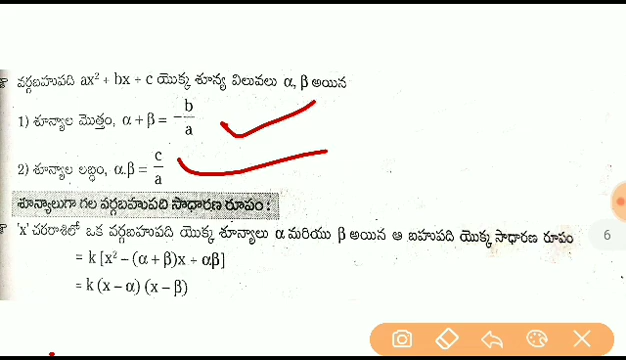 వర్గబహుపది ax² + bx + c యొక్క శూన్య విలువలు α, β అయిన
1) శూన్యాల మొత్తం, α + β = -b/a
2) శూన్యాల లబ్ధం, α.β = c/a
శూన్యాలుగా గల వర్గబహుపది సాధారణ రూపం :
'x' చరరాశిలో ఒక వర్గబహుపది యొక్క శూన్యాలు α మరియు β అయిన ఆ బహుపది యొక్క సాధారణ రూపం
= k [x² – (α + β)x + αβ]
= k (x – α) (x – β)
6